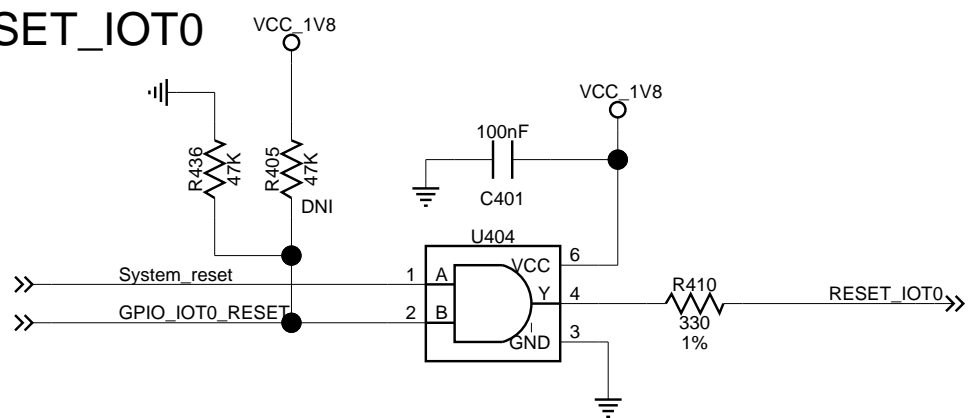 SET_IOT0
VCC_1V8
VCC_1V8
100nF
R436
47K
R405
47K
DNI
C401
U404
VCC
6
System_reset
1
A
Y
4
R410
RESET_IOT0
GPIO_IOT0_RESET
2
B
330
GND
3
1%